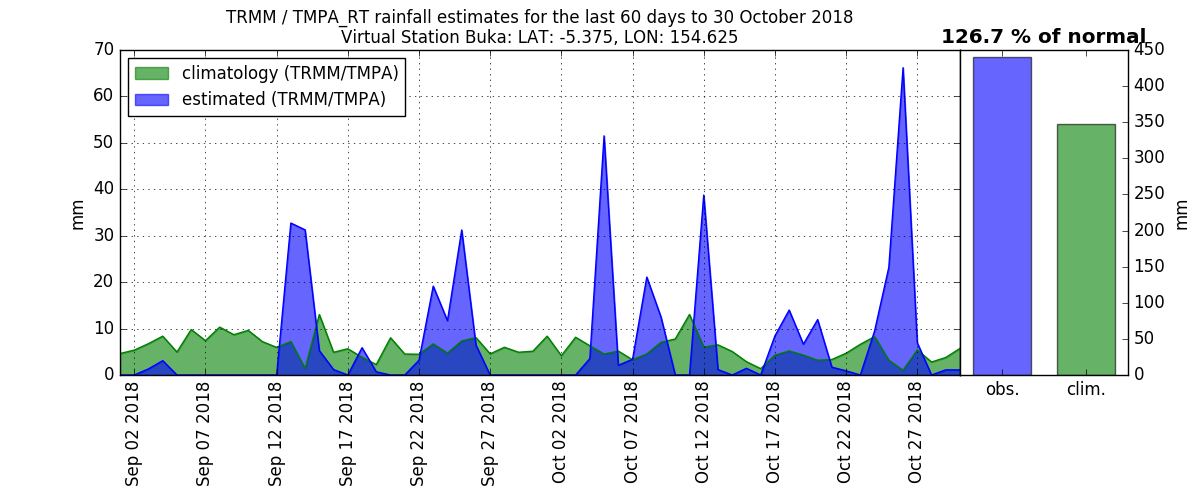 TRMM / TMPA_RT rainfall estimates for the last 60 days to 30 October 2018
Virtual Station Buka: LAT: -5.375, LON: 154.625
126.7 % of normal
climatology (TRMM/TMPA)
estimated (TRMM/TMPA)
mm
70
60
50
40
30
20
10
0
Sep 02 2018
Sep 07 2018
Sep 12 2018
Sep 17 2018
Sep 22 2018
Sep 27 2018
Oct 02 2018
Oct 07 2018
Oct 12 2018
Oct 17 2018
Oct 22 2018
Oct 27 2018
obs.
clim.
450
400
350
300
250
200
150
100
50
0
mm